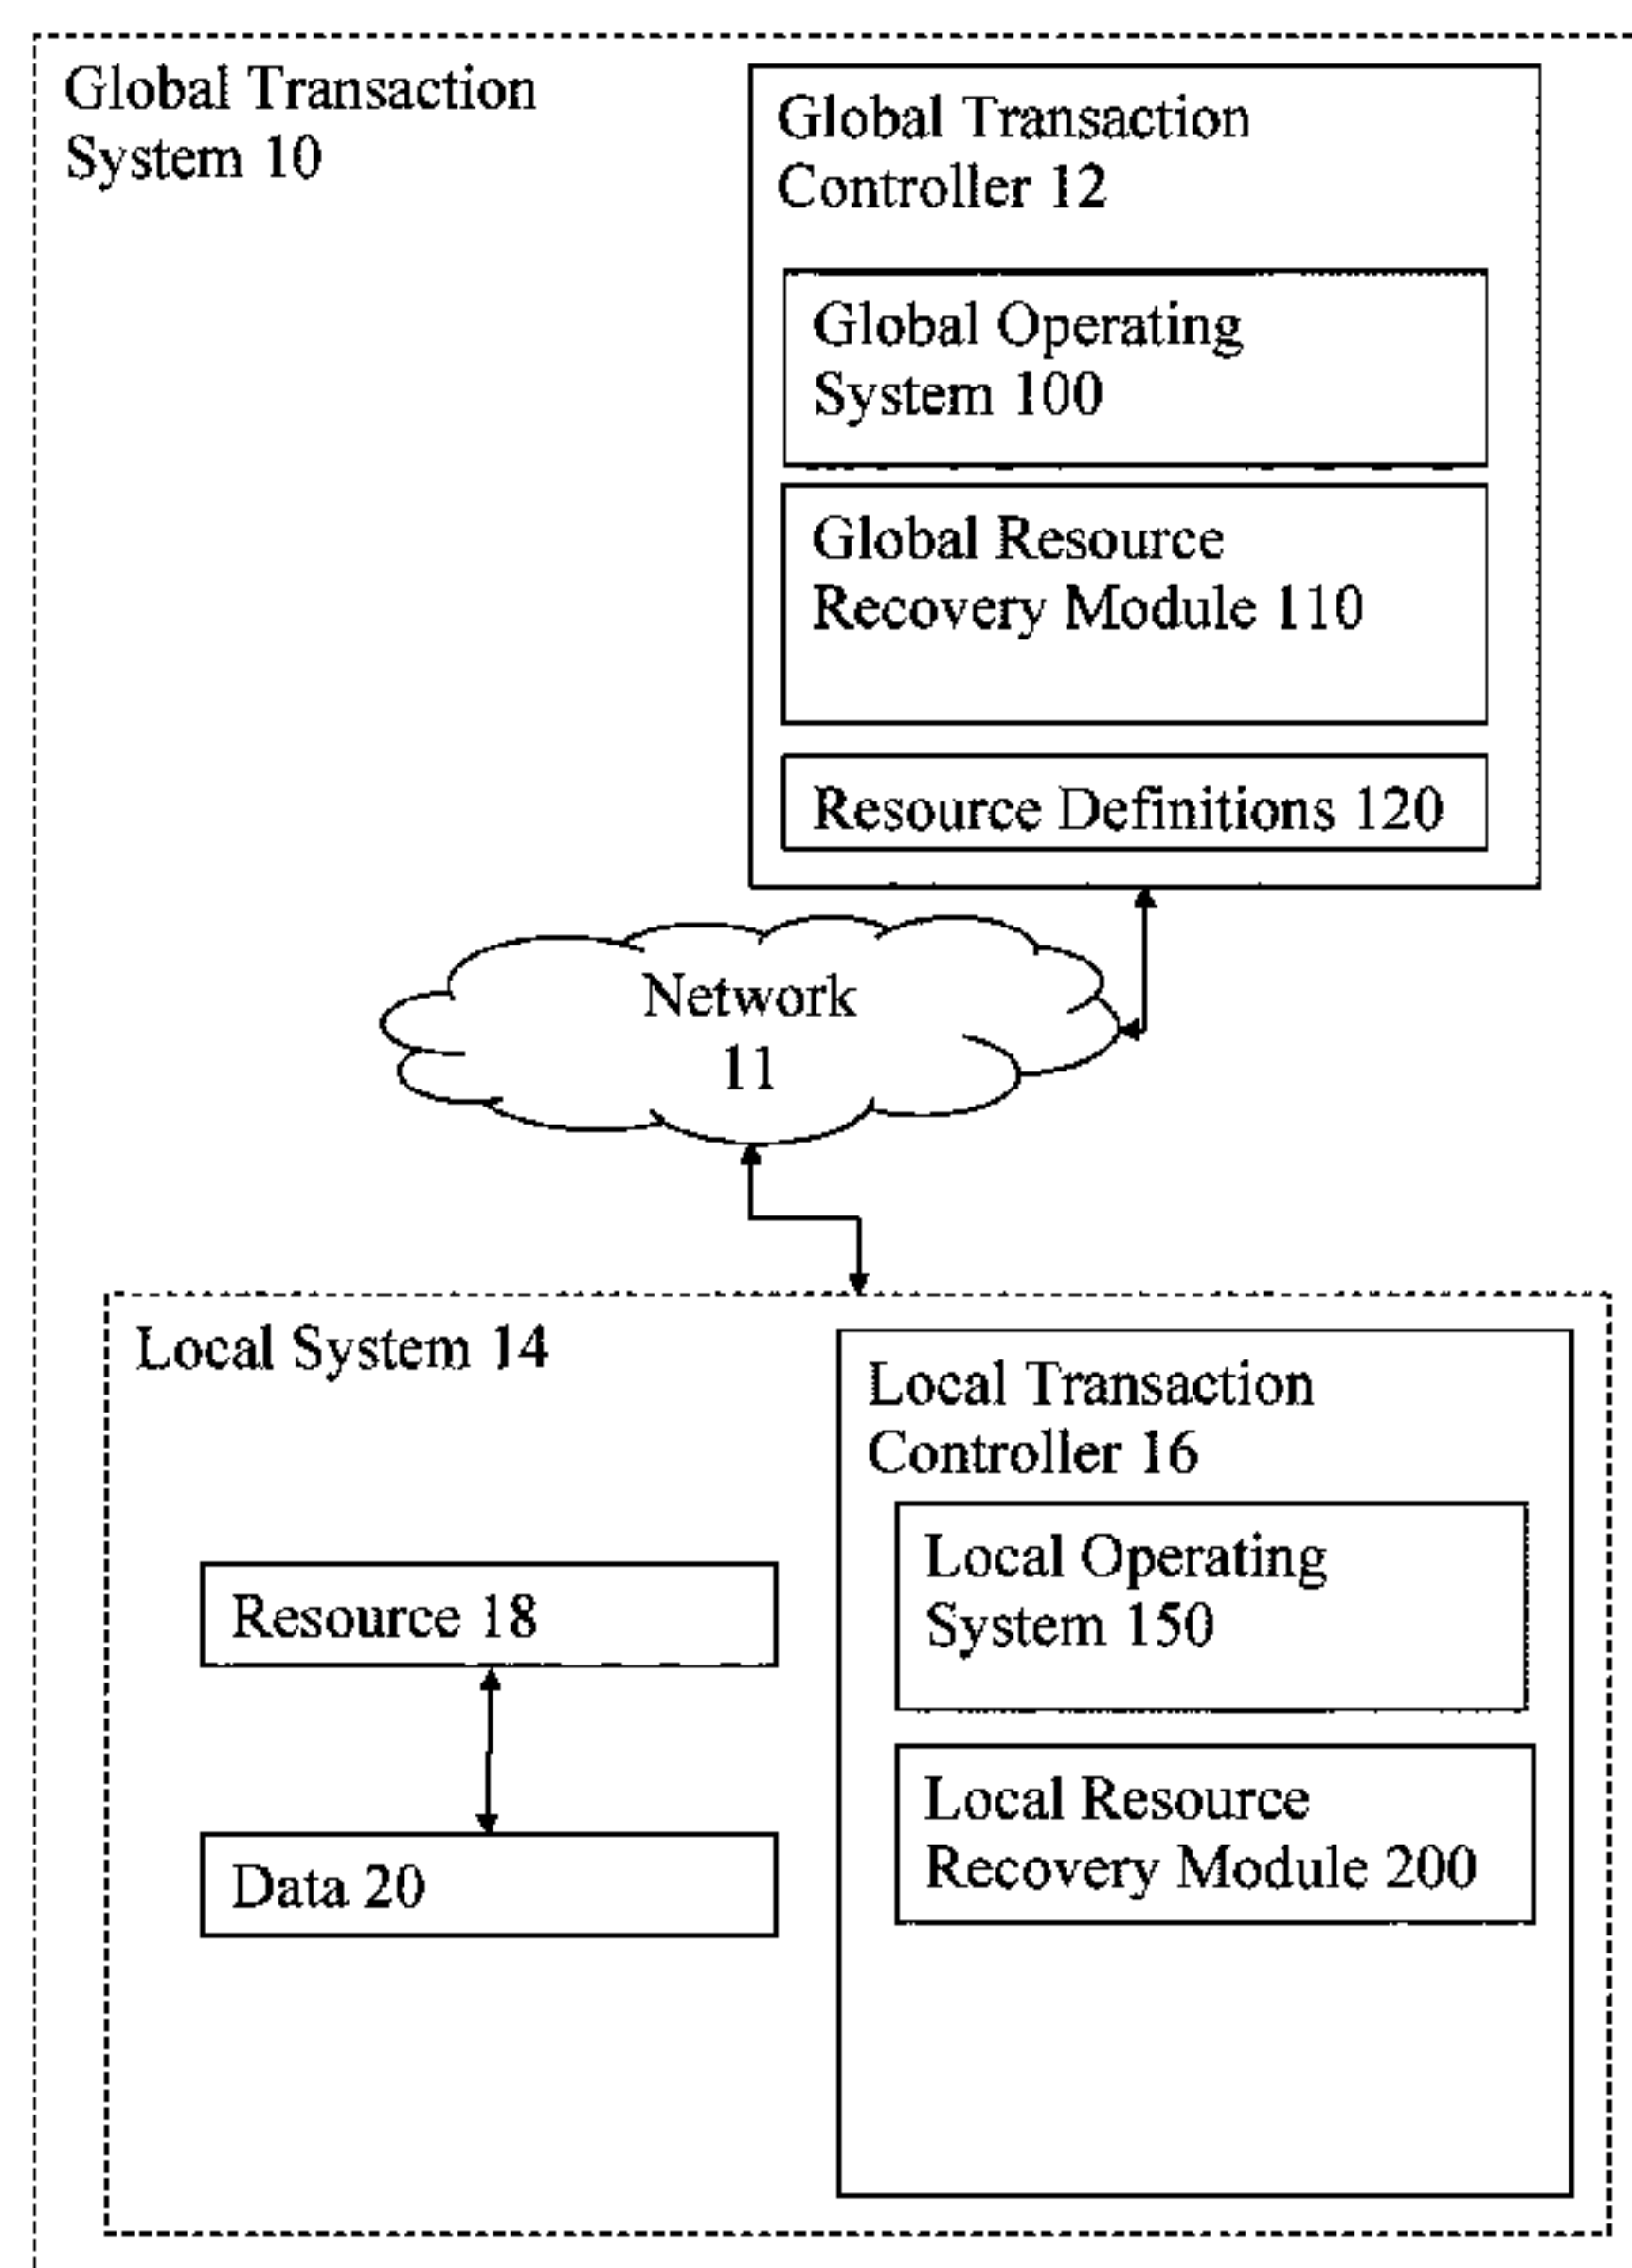 Global Transaction
System 10
Global Transaction
Controller 12
Global Operating
System 100
Global Resource
Recovery Module 110
Resource Definitions 120
Network
11
Local System 14
Local Transaction
Controller 16
Local Operating
System 150
Resource 18
Local Resource
Recovery Module 200
Data 20